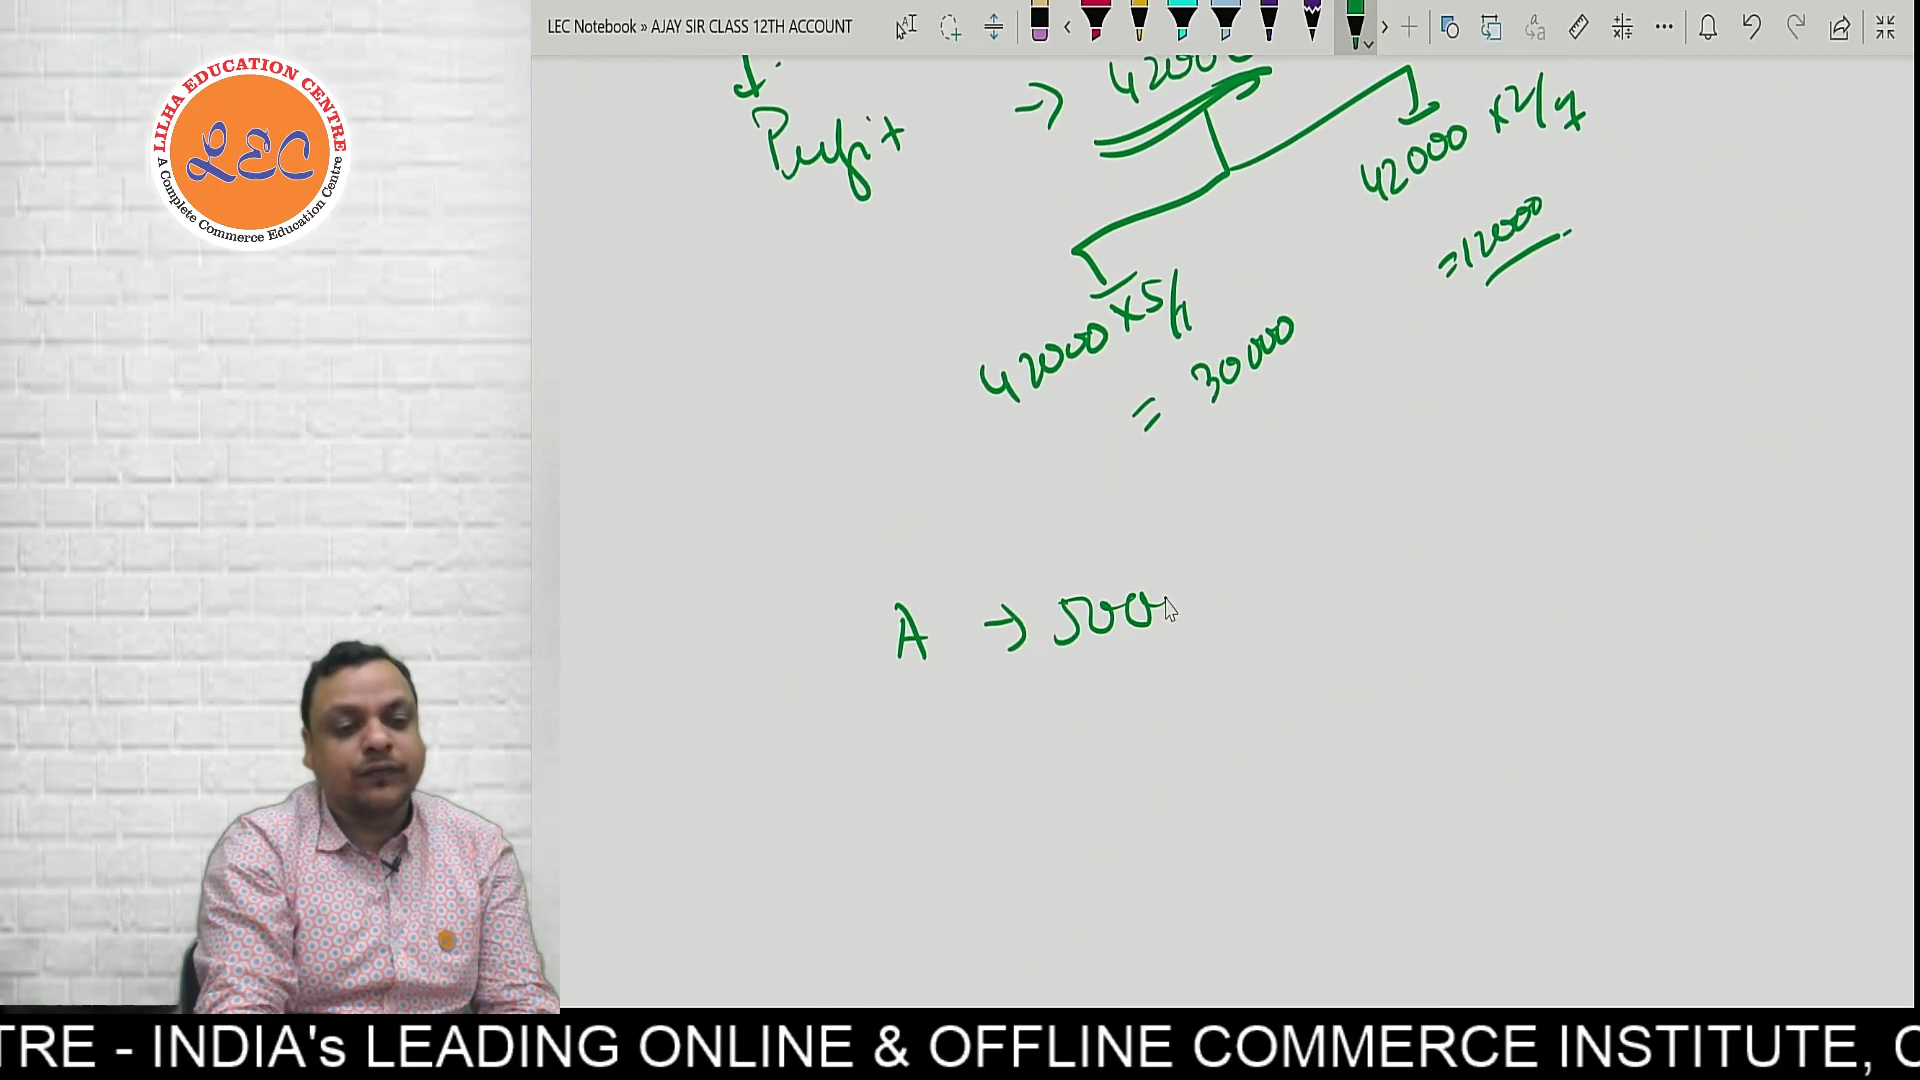 LEC Notebook » AJAY SIR CLASS 12TH ACCOUNT
LILHA EDUCATION CENTRE
LEC
A Complete Commerce Education Centre
Profit → 42000
42000 × 2/7
= 12000
42000 × 5/7
= 30000
A → 500
TRE - INDIA's LEADING ONLINE & OFFLINE COMMERCE INSTITUTE, C